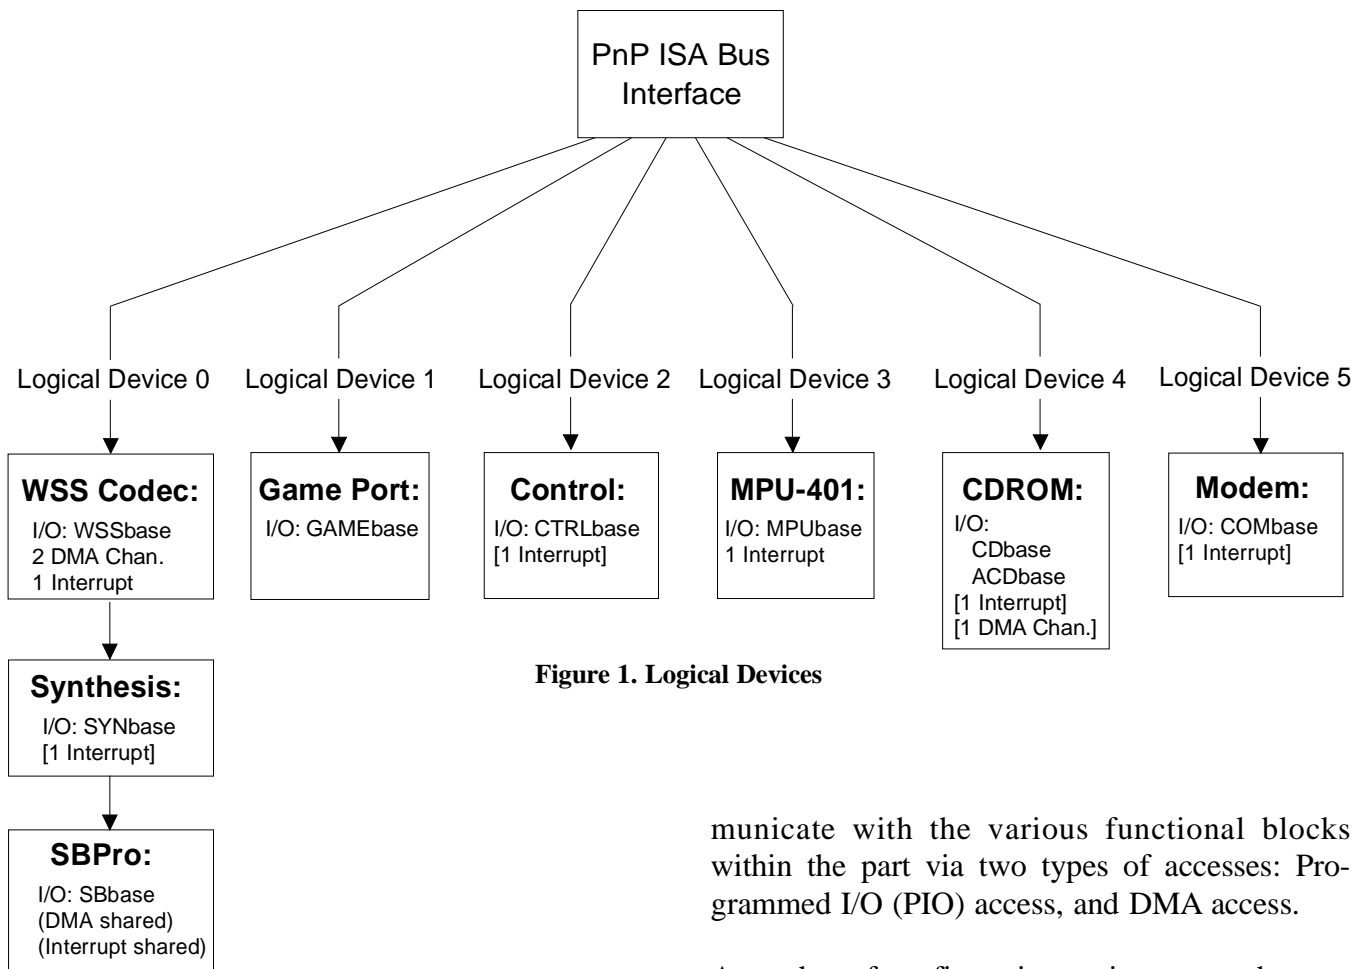 PnP ISA Bus
Interface
Logical Device 0
Logical Device 1
Logical Device 2
Logical Device 3
Logical Device 4
Logical Device 5
WSS Codec:
I/O: WSSbase
2 DMA Chan.
1 Interrupt
Game Port:
I/O: GAMEbase
Control:
I/O: CTRLbase
[1 Interrupt]
MPU-401:
I/O: MPUbase
1 Interrupt
CDROM:
I/O:
CDbase
ACDbase
[1 Interrupt]
[1 DMA Chan.]
Modem:
I/O: COMbase
[1 Interrupt]
Synthesis:
I/O: SYNbase
[1 Interrupt]
SBPro:
I/O: SBbase
(DMA shared)
(Interrupt shared)
Figure 1. Logical Devices
municate with the various functional blocks
within the part via two types of accesses: Pro-
grammed I/O (PIO) access, and DMA access.